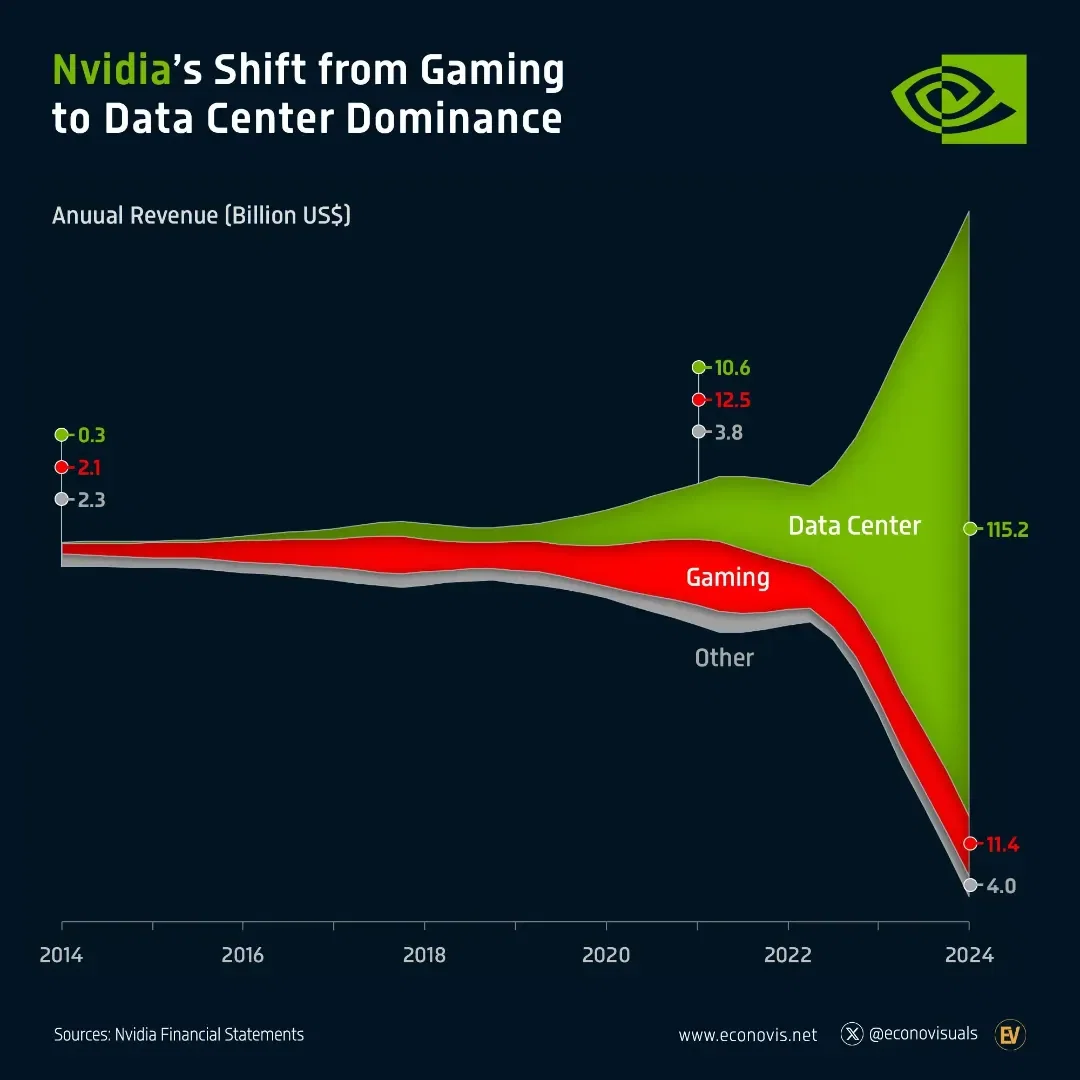 Nvidia's Shift from Gaming
to Data Center Dominance
Anuual Revenue (Billion US$)
10.6
12.5
3.8
0.3
2.1
2.3
Data Center
115.2
Gaming
Other
11.4
4.0
2014
2016
2018
2020
2022
2024
Sources: Nvidia Financial Statements
www.econovis.net
@econovisuals
EV